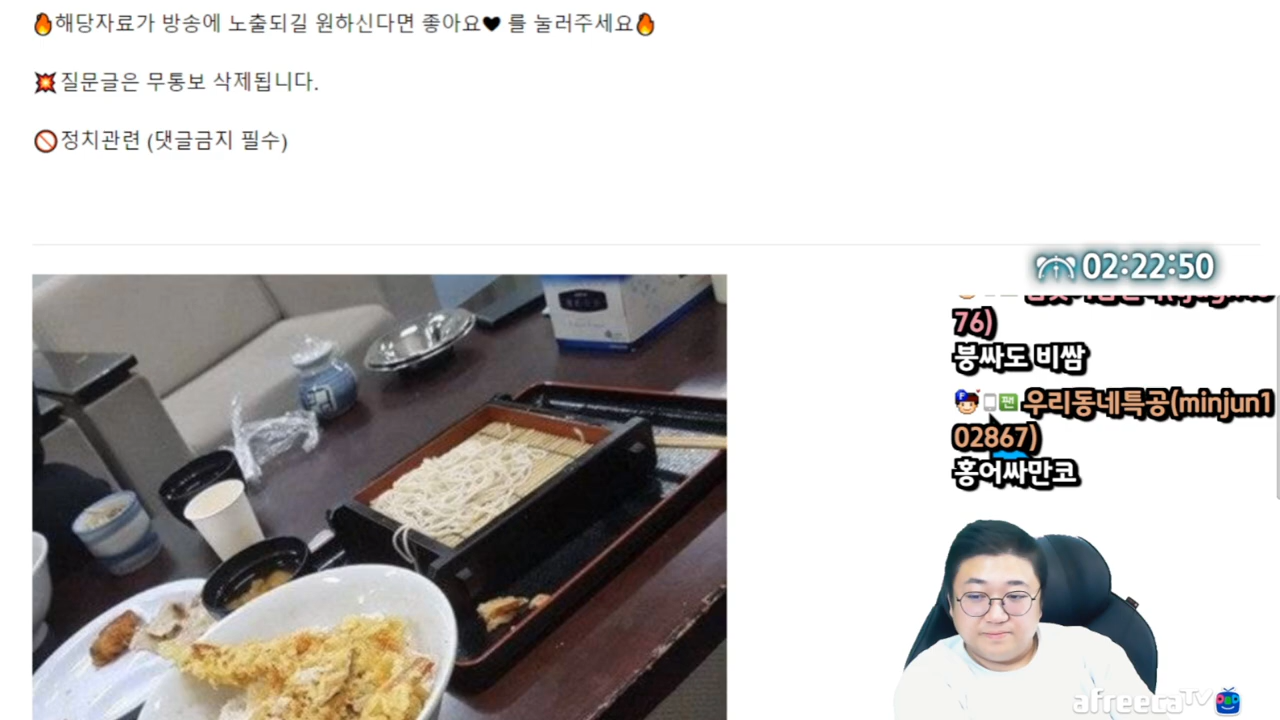 🔥해당자료가 방송에 노출되길 원하신다면 좋아요🖤 를 눌러주세요🔥
💥질문글은 무통보 삭제됩니다.
🚫정치관련 (댓글금지 필수)
02:22:50
76)
붕싸도 비쌈
팬 우리동네특공(minjun1
02867)
홍어싸만코
afreecaTV